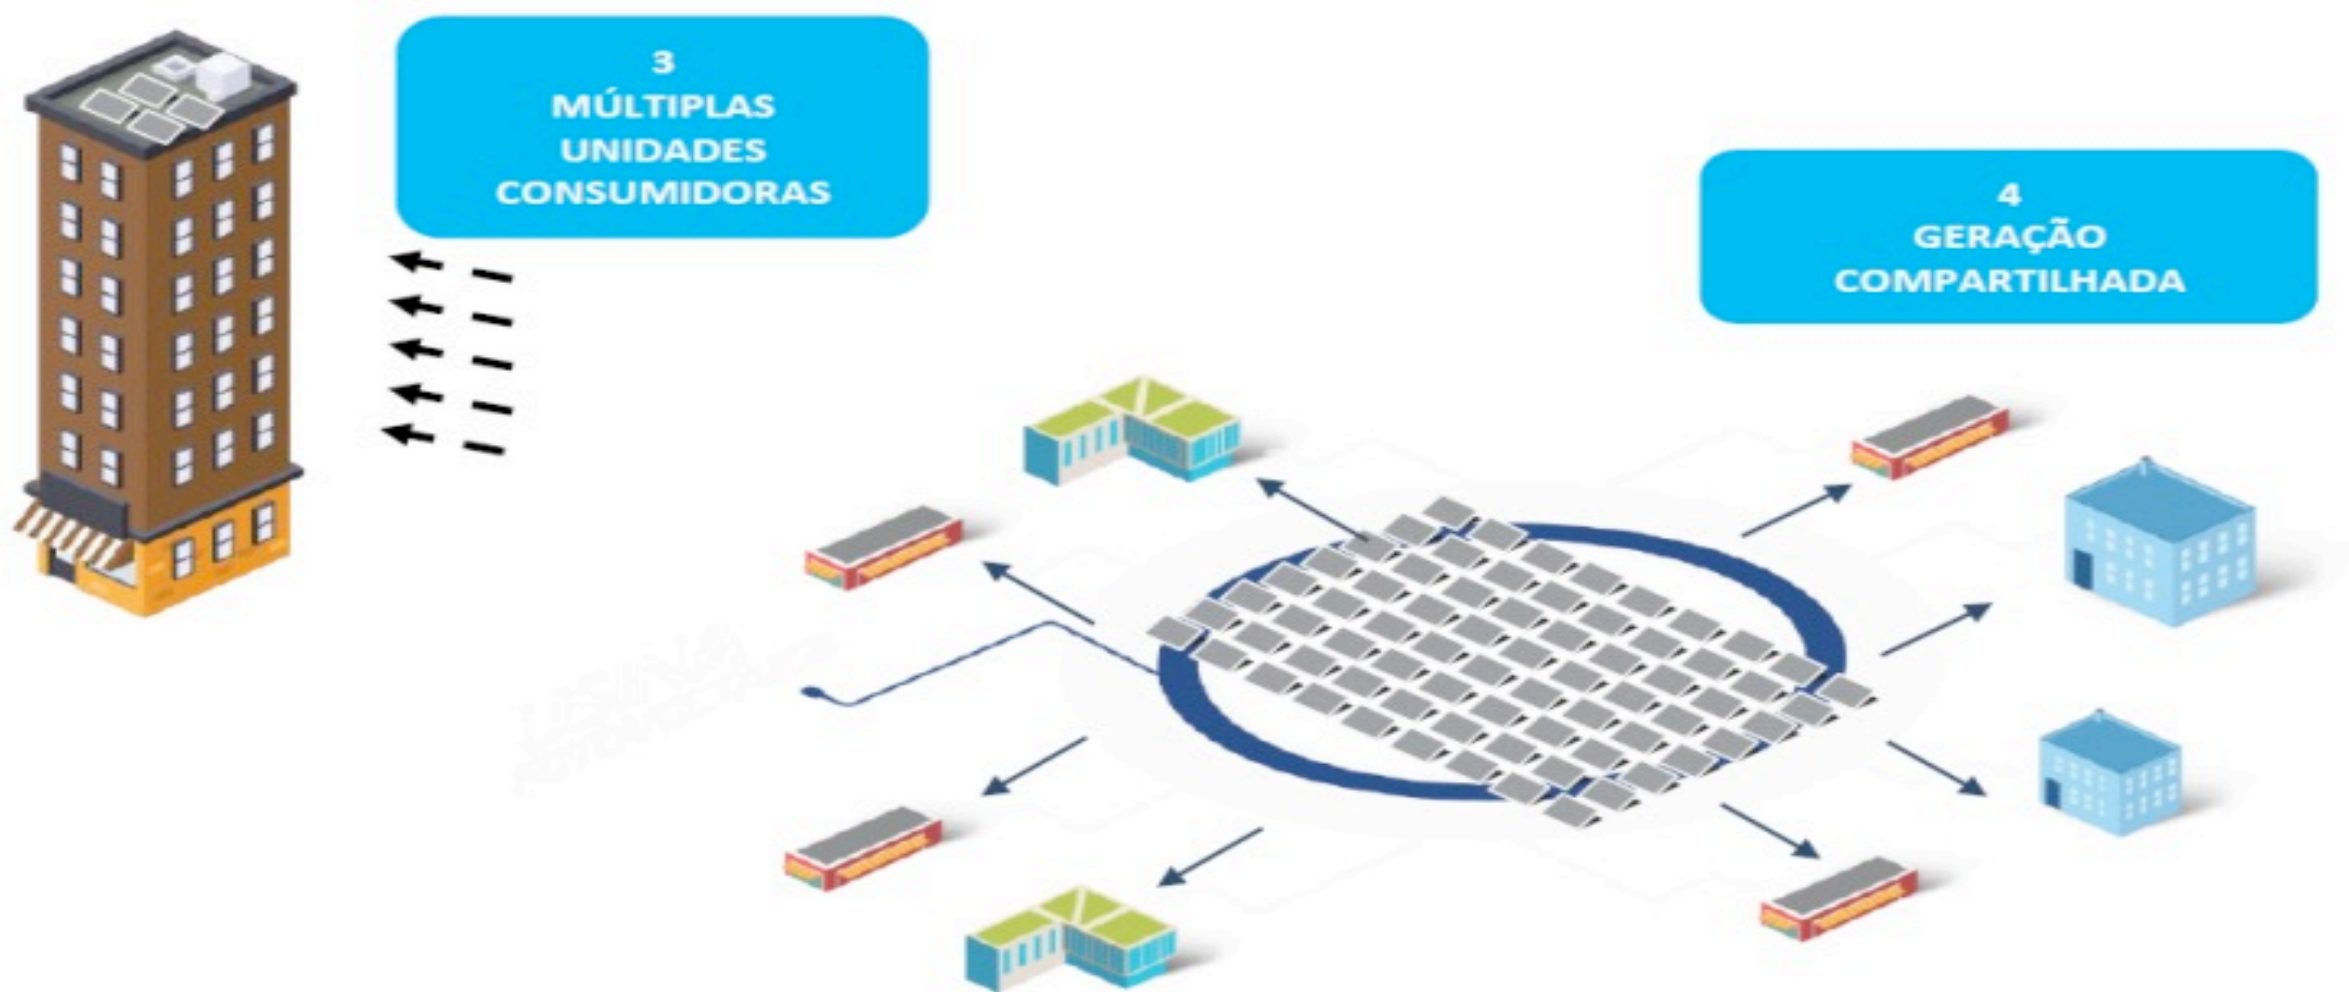 3
MÚLTIPLAS
UNIDADES
CONSUMIDORAS
4
GERAÇÃO
COMPARTILHADA